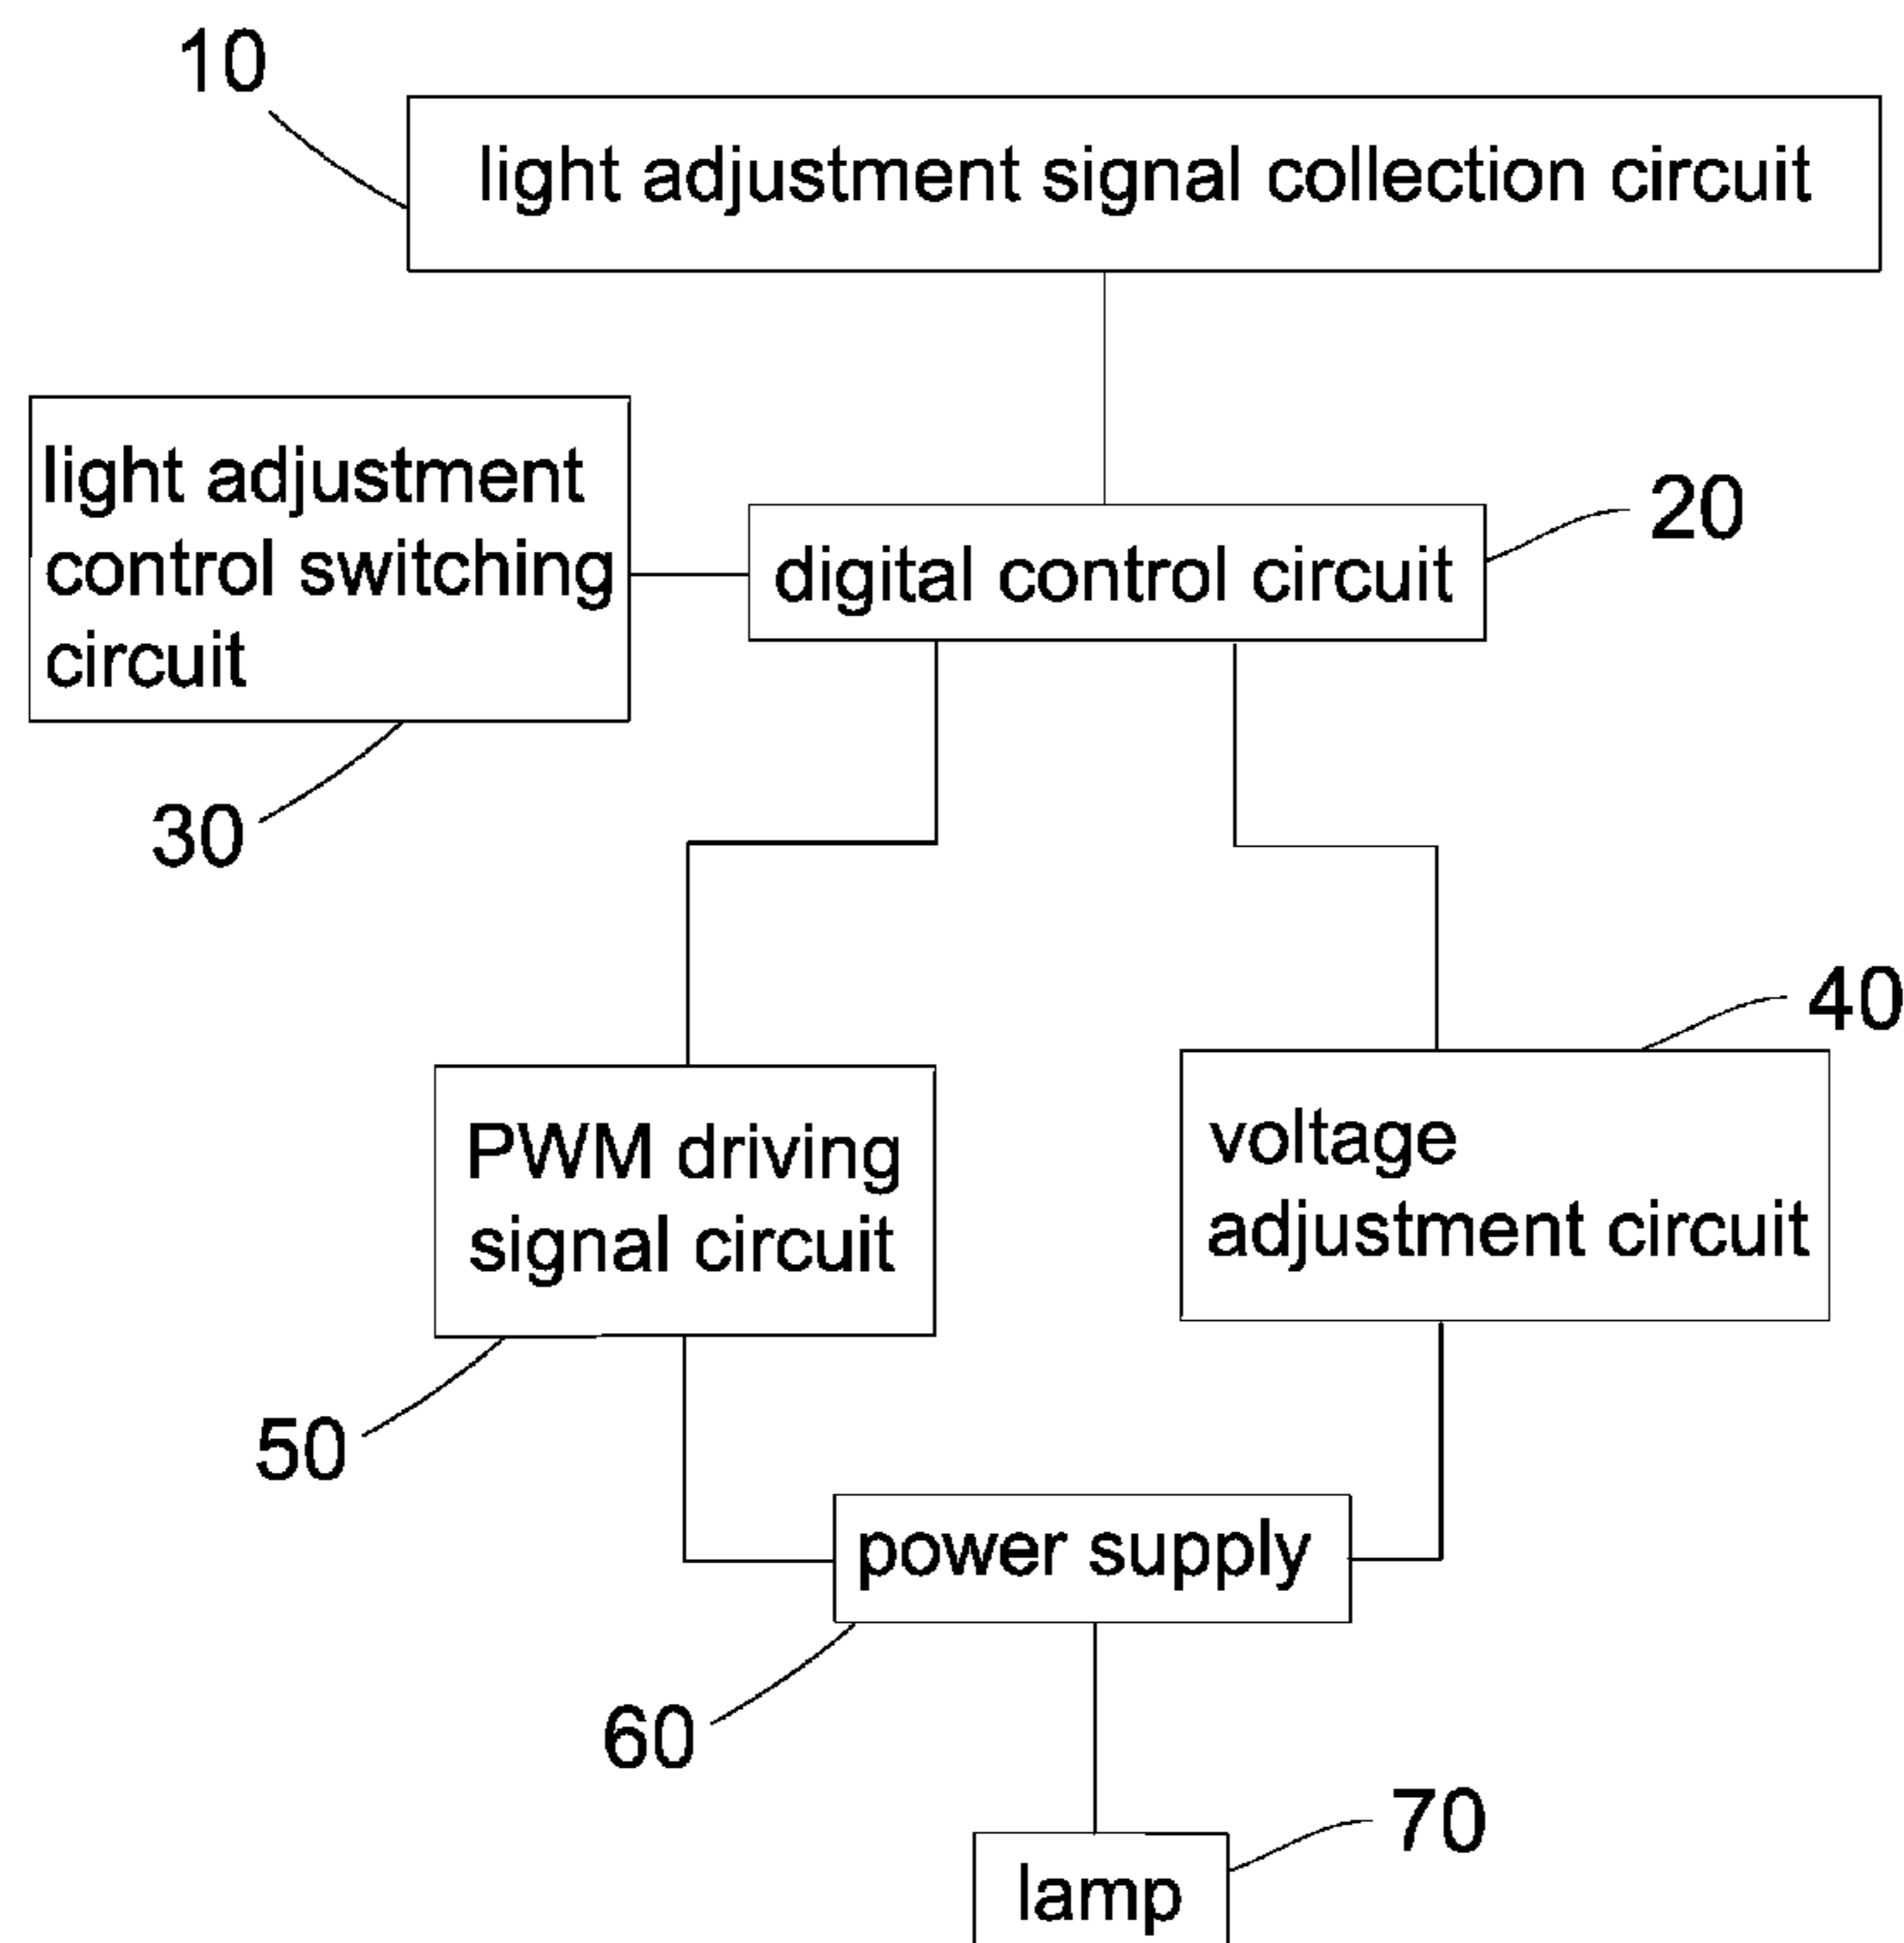 10
light adjustment signal collection circuit
light adjustment
control switching
circuit
20
digital control circuit
30
40
PWM driving
signal circuit
voltage
adjustment circuit
50
power supply
60
70
lamp